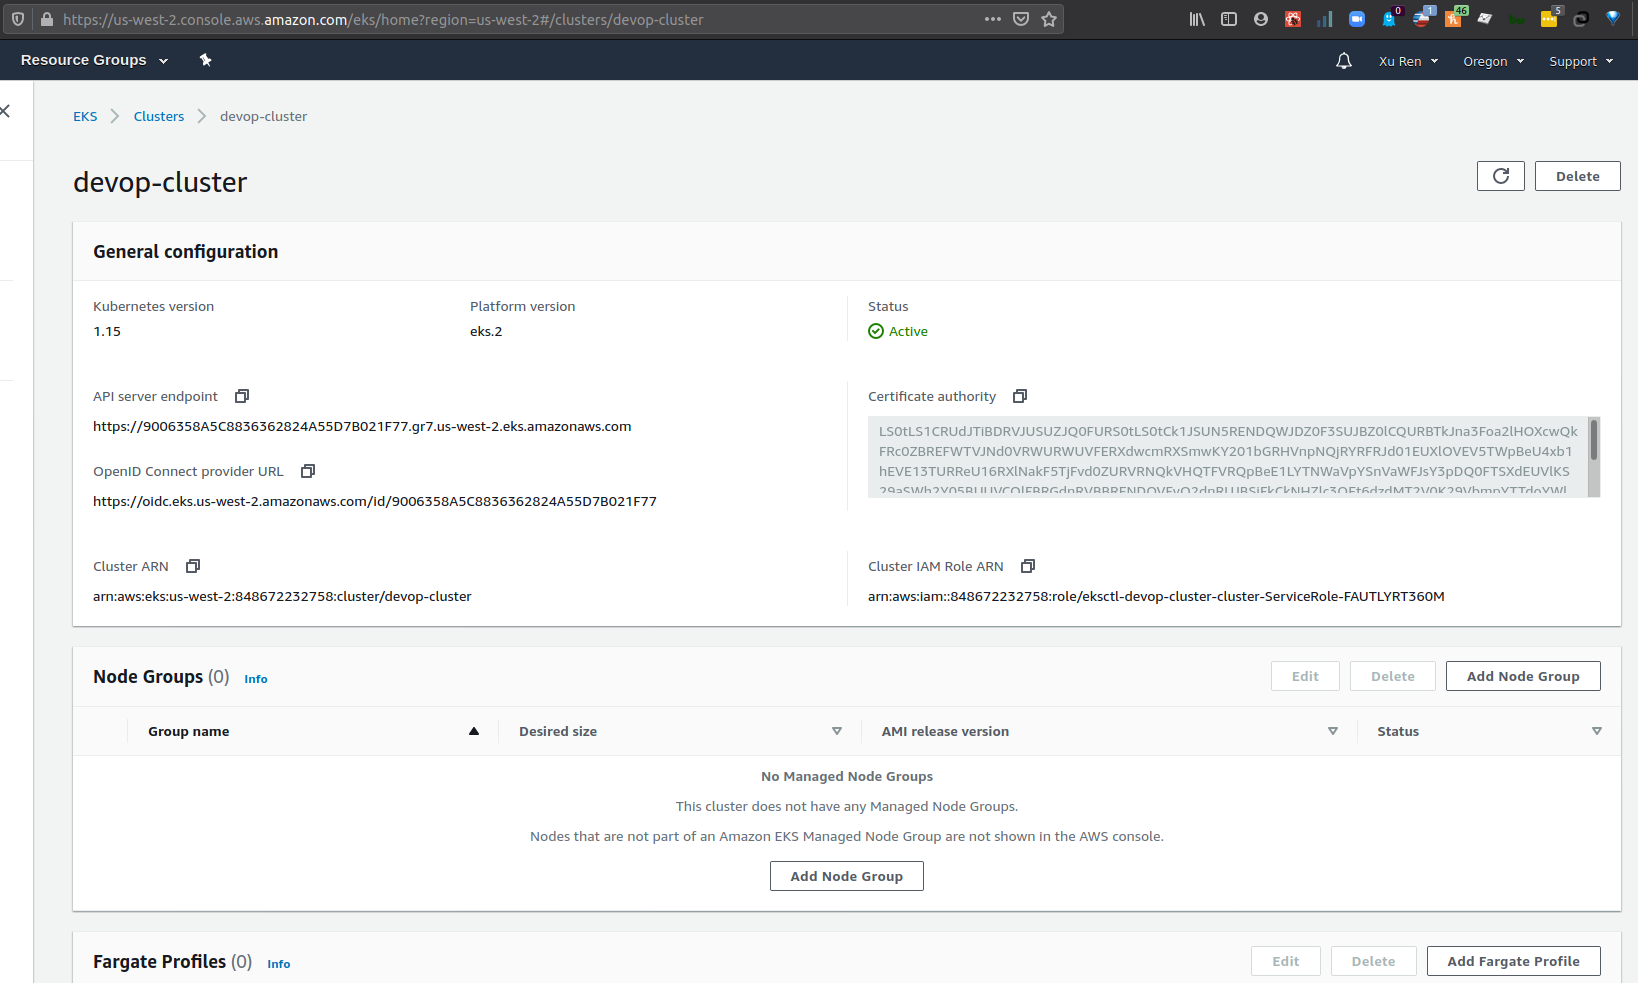 https://us-west-2.console.aws.amazon.com/eks/home?region=us-west-2#/clusters/devop-cluster
0 1 46 5
Resource Groups
Xu Ren Oregon Support
EKS Clusters devop-cluster
devop-cluster
Delete
General configuration
Kubernetes version Platform version Status
1.15 eks.2 Active
API server endpoint Certificate authority
https://9006358A5C8836362824A55D7B021F77.gr7.us-west-2.eks.amazonaws.com
OpenID Connect provider URL
https://oidc.eks.us-west-2.amazonaws.com/id/9006358A5C8836362824A55D7B021F77
Cluster ARN Cluster IAM Role ARN
arn:aws:eks:us-west-2:848672232758:cluster/devop-cluster arn:aws:iam::848672232758:role/eksctl-devop-cluster-cluster-ServiceRole-FAUTLYRT360M
Node Groups (0) Info Edit Delete Add Node Group
Group name Desired size AMI release version Status
No Managed Node Groups
This cluster does not have any Managed Node Groups.
Nodes that are not part of an Amazon EKS Managed Node Group are not shown in the AWS console.
Add Node Group
Fargate Profiles (0) Info Edit Delete Add Fargate Profile